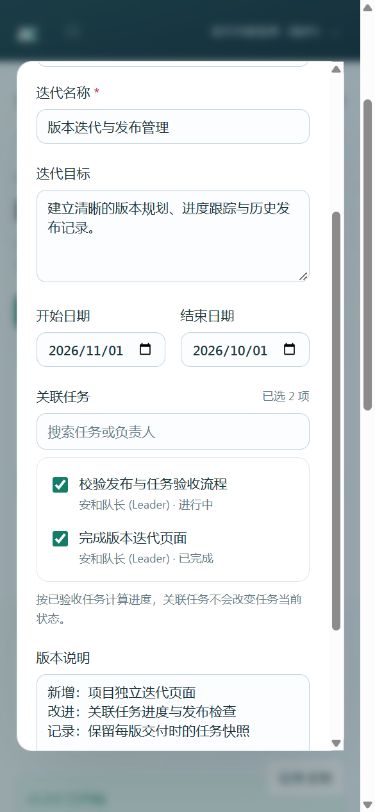 迭代名称 *
版本迭代与发布管理
迭代目标
建立清晰的版本规划、进度跟踪与历史发
布记录。
开始日期 结束日期
2026/11/01 2026/10/01
关联任务 已选 2 项
搜索任务或负责人
校验发布与任务验收流程
安和队长 (Leader) · 进行中
完成版本迭代页面
安和队长 (Leader) · 已完成
按已验收任务计算进度，关联任务不会改变任务当前
状态。
版本说明
新增：项目独立迭代页面
改进：关联任务进度与发布检查
记录：保留每版交付时的任务快照